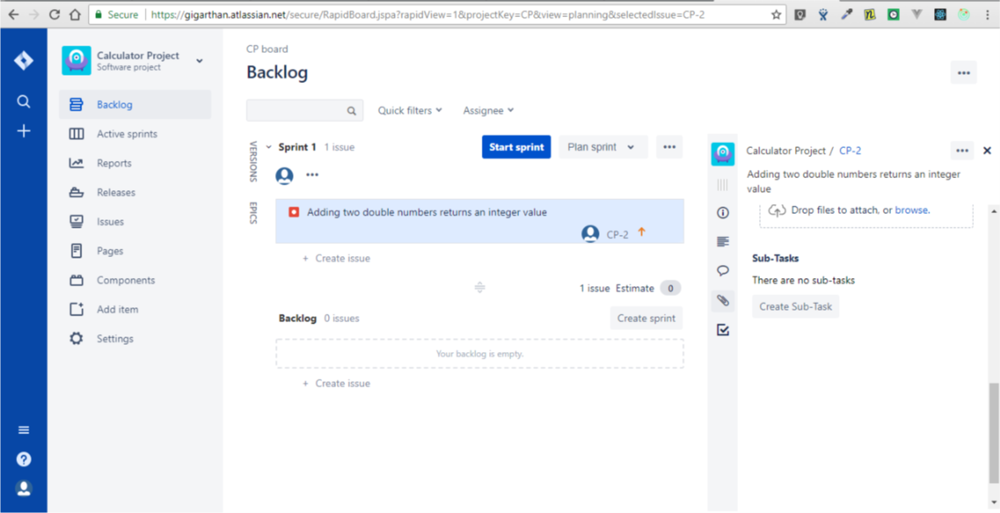 Secure https://gigarthan.atlassian.net/secure/RapidBoard.jspa?rapidView=1&projectKey=CP&view=planning&selectedIssue=CP-2
Calculator Project
Software project
Backlog
Active sprints
Reports
Releases
Issues
Pages
Components
Add item
Settings
CP board
Backlog
Quick filters Assignee
VERSIONS
EPICS
Sprint 1 1 issue Start sprint Plan sprint
Adding two double numbers returns an integer value
CP-2
+ Create issue
1 issue Estimate 0
Backlog 0 issues Create sprint
Your backlog is empty.
+ Create issue
Calculator Project / CP-2
Adding two double numbers returns an integer
value
Drop files to attach, or browse.
Sub-Tasks
There are no sub-tasks
Create Sub-Task